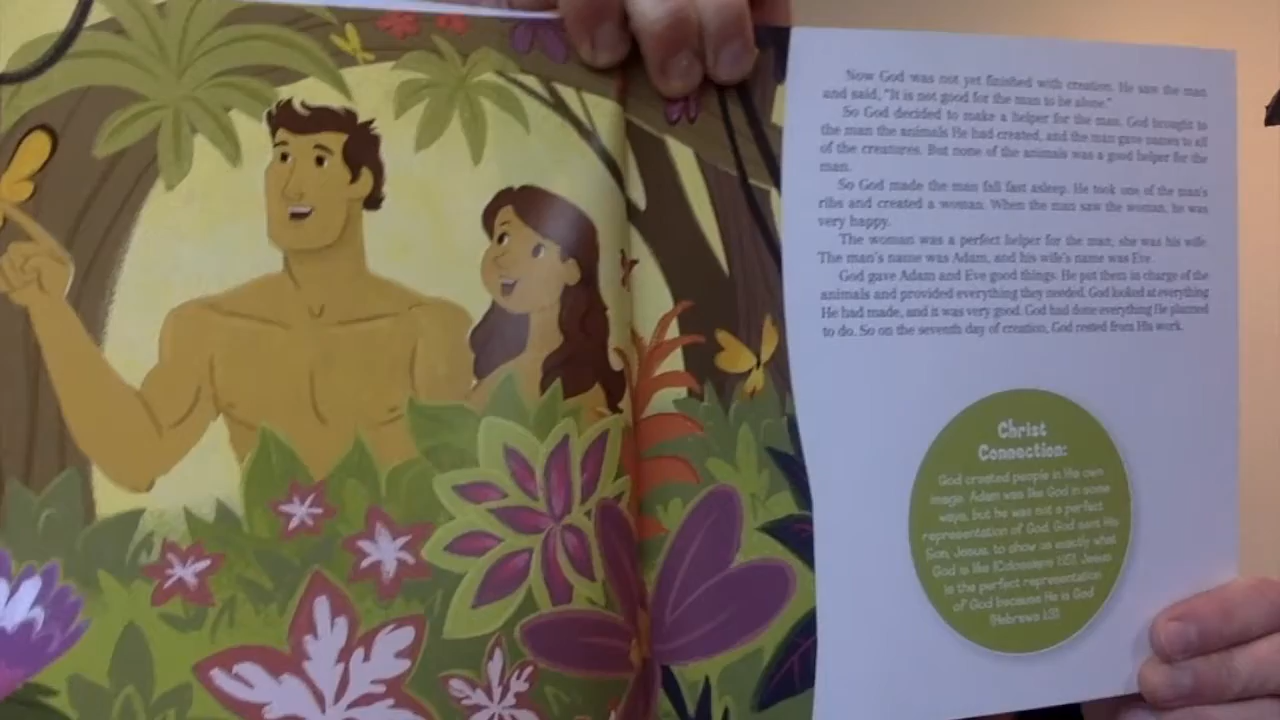 Now God was not yet finished with creation. He saw the man
and said, "It is not good for the man to be alone."
So God decided to make a helper for the man. God brought to
the man the animals He had created, and the man gave names to all
of the creatures. But none of the animals was a good helper for the
man.
So God made the man fall fast asleep. He took one of the man's
ribs and created a woman. When the man saw the woman, he was
very happy.
The woman was a perfect helper for the man; she was his wife.
The man's name was Adam, and his wife's name was Eve.
God gave Adam and Eve good things. He put them in charge of the
animals and provided everything they needed. God looked at everything
He had made, and it was very good. God had done everything He planned
to do. So on the seventh day of creation, God rested from His work.
Christ
Connection:
God created people in His own
image. Adam was like God in some
ways, but he was not a perfect
representation of God. God sent His
Son, Jesus, to show us exactly what
God is like (Colossians 1:15). Jesus
is the perfect representation
of God because He is God
(Hebrews 1:3).